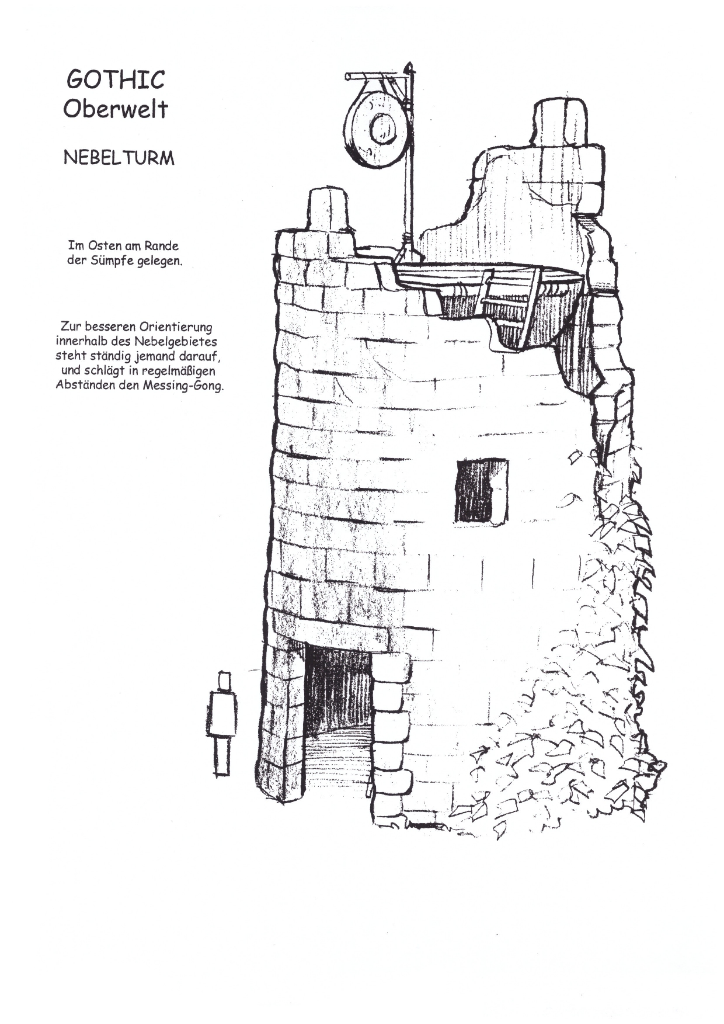 GOTHIC
Oberwelt
NEBELTURM
Im Osten am Rande
der Sümpfe gelegen.
Zur besseren Orientierung
innerhalb des Nebelgebietes
steht ständig jemand darauf,
und schlägt in regelmäßigen
Abständen den Messing-Gong.